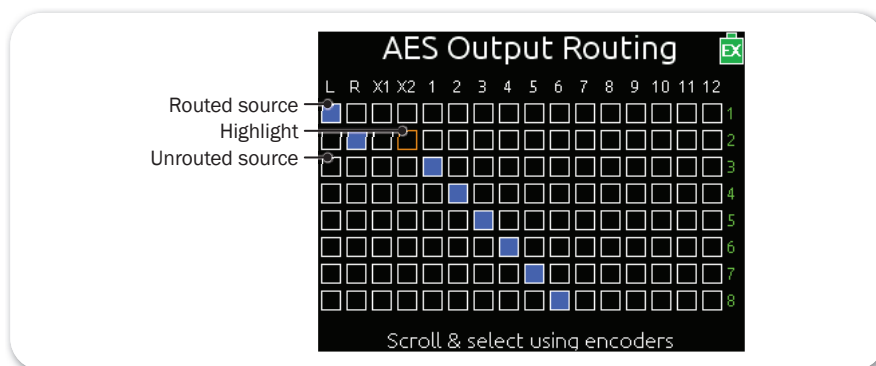 AES Output Routing
EX
L R X1 X2 1 2 3 4 5 6 7 8 9 10 11 12
Routed source
1
Highlight
2
Unrouted source
3
4
5
6
7
8
Scroll & select using encoders